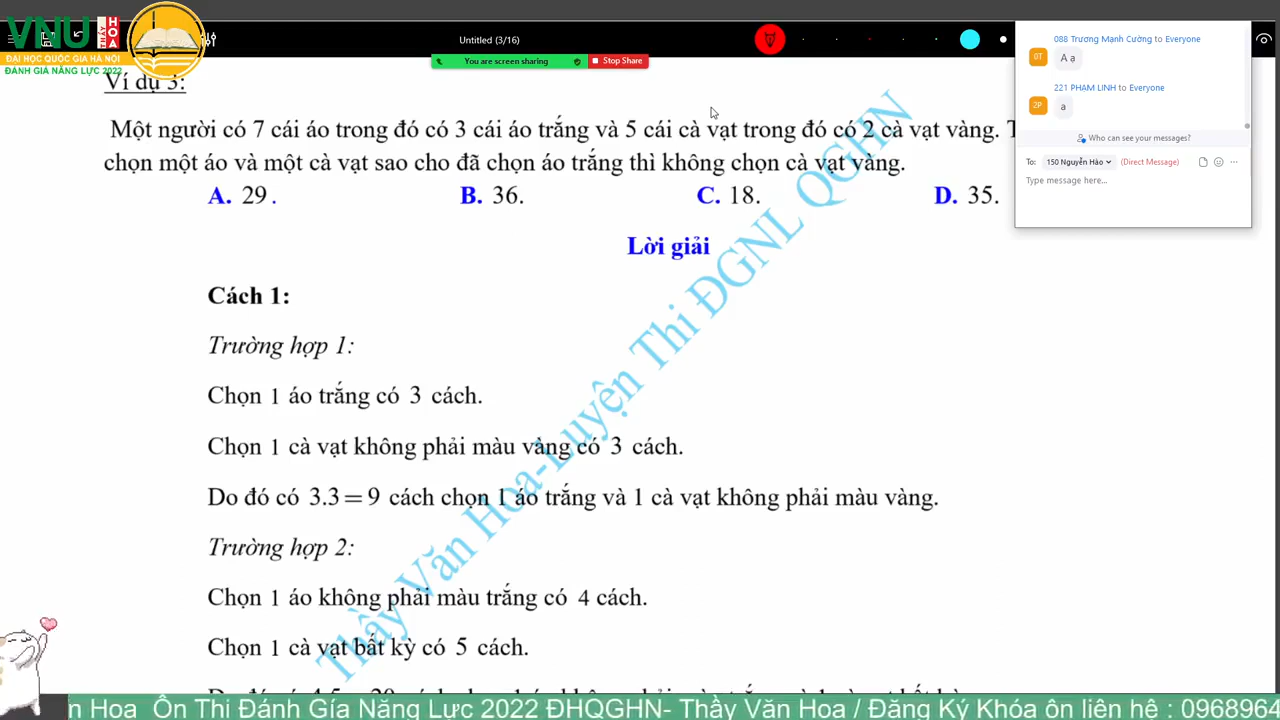 VNU HOA
ĐẠI HỌC QUỐC GIA HÀ NỘI
ĐÁNH GIÁ NĂNG LỰC 2022
Untitled (3/16)
You are screen sharing Stop Share
088 Trương Mạnh Cường to Everyone
0T A a
221 PHẠM LINH to Everyone
2P a
Who can see your messages?
To: 150 Nguyễn Hảo (Direct Message)
Type message here...
Ví dụ 3:
Một người có 7 cái áo trong đó có 3 cái áo trắng và 5 cái cà vạt trong đó có 2 cà vạt vàng.
chọn một áo và một cà vạt sao cho đã chọn áo trắng thì không chọn cà vạt vàng.
A. 29. B. 36. C. 18. D. 35.
Lời giải
Cách 1:
Trường hợp 1:
Chọn 1 áo trắng có 3 cách.
Chọn 1 cà vạt không phải màu vàng có 3 cách.
Do đó có 3.3=9 cách chọn 1 áo trắng và 1 cà vạt không phải màu vàng.
Trường hợp 2:
Chọn 1 áo không phải màu trắng có 4 cách.
Chọn 1 cà vạt bất kỳ có 5 cách.
Thầy Văn Hoa-Luyện Thi ĐGNL QGHN
n Hoa Ôn Thi Đánh Gía Năng Lực 2022 ĐHQGHN- Thầy Văn Hoa / Đăng Ký Khóa ôn liên hệ : 0968964